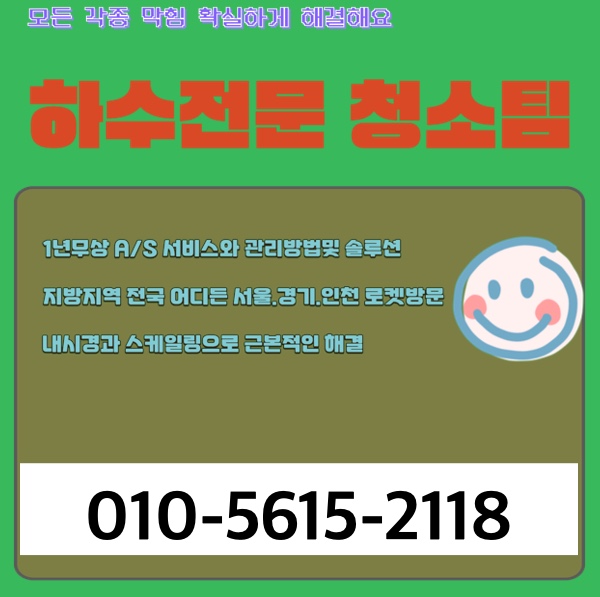 모든 각종 막힘 확실하게 해결해요
하수전문 청소팀
1년무상 A/S 서비스와 관리방법및 솔루션
지방지역 전국 어디든 서울.경기.인천 로켓방문
내시경과 스케일링으로 근본적인 해결
010-5615-2118